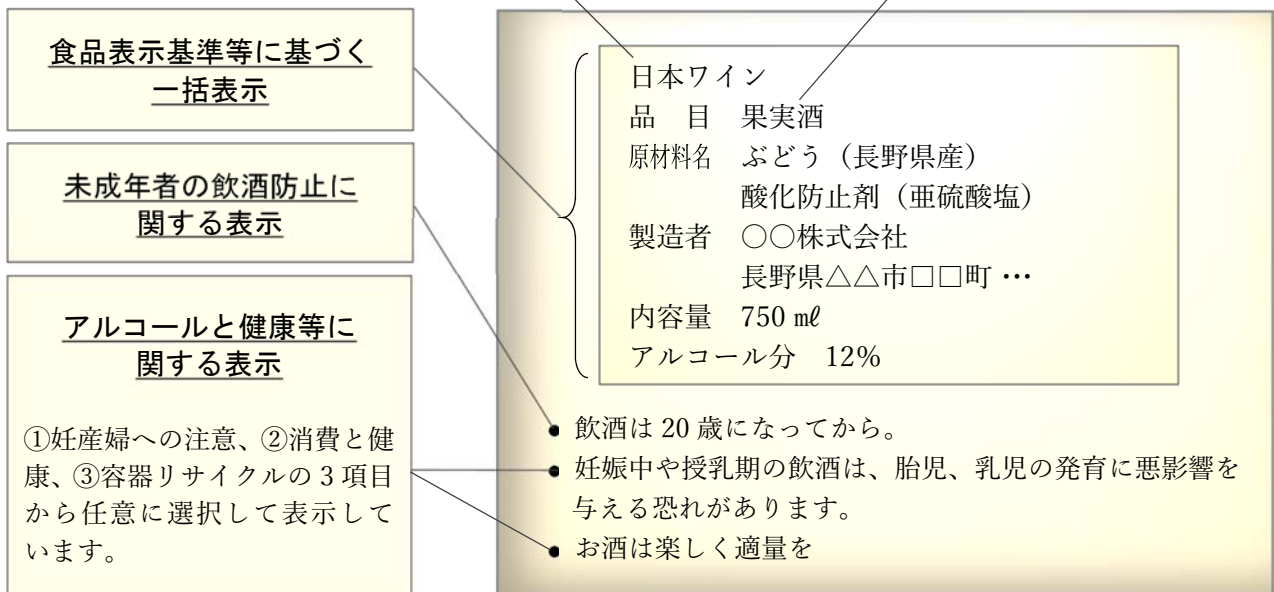 食品表示基準等に基づく
一括表示
未成年者の飲酒防止に
関する表示
アルコールと健康等に
関する表示
①妊産婦への注意、②消費と健
康、③容器リサイクルの3項目
から任意に選択して表示して
います。
日本ワイン
品　目　果実酒
原材料名　ぶどう（長野県産）
酸化防止剤（亜硫酸塩）
製造者　○○株式会社
長野県△△市□□町 …
内容量　750 ㎖
アルコール分　12%
● 飲酒は 20 歳になってから。
● 妊娠中や授乳期の飲酒は、胎児、乳児の発育に悪影響を
与える恐れがあります。
● お酒は楽しく適量を